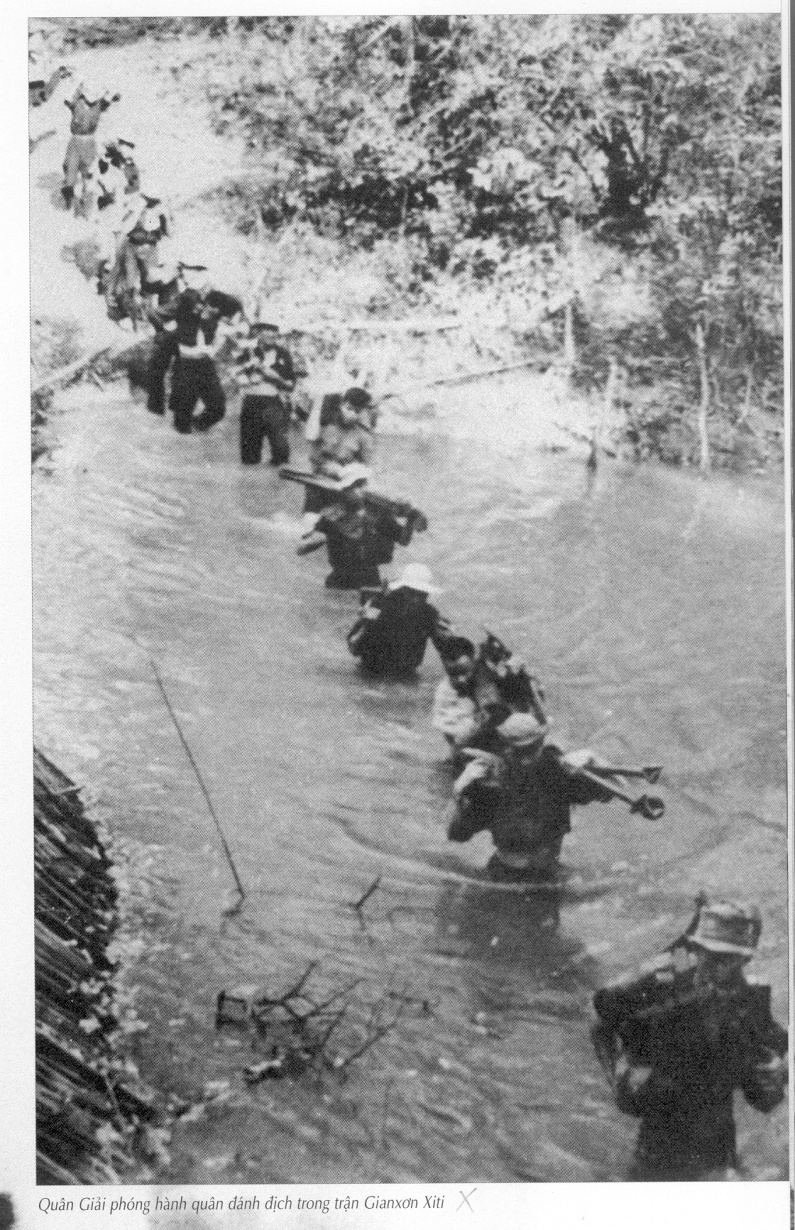 Quân Giải phóng hành quân đánh địch trong trận Gianxơn Xiti